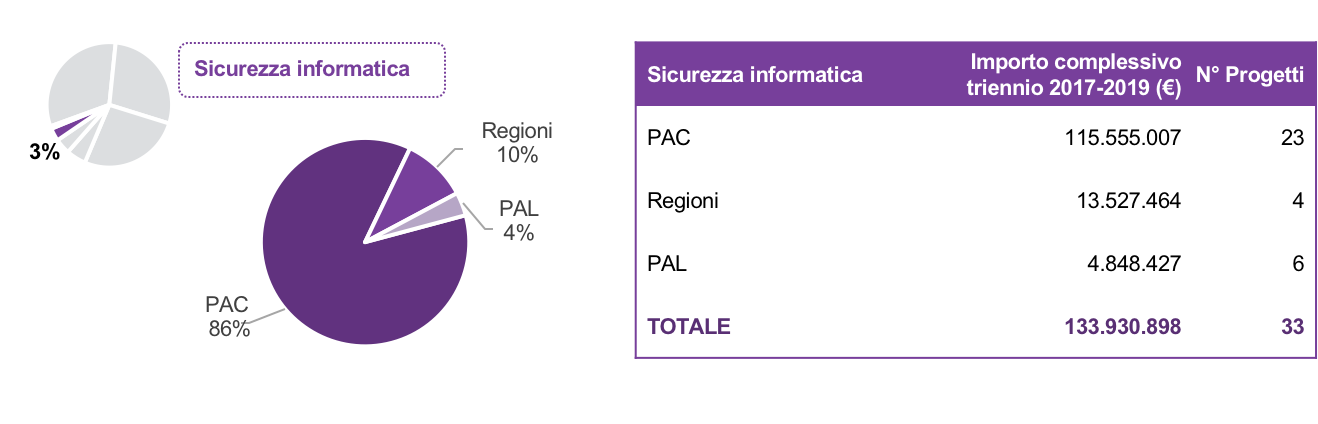 Sicurezza informatica
3%
Regioni
10%
PAL
4%
PAC
86%
Sicurezza informatica Importo complessivo triennio 2017-2019 (€) N° Progetti
PAC 115.555.007 23
Regioni 13.527.464 4
PAL 4.848.427 6
TOTALE 133.930.898 33